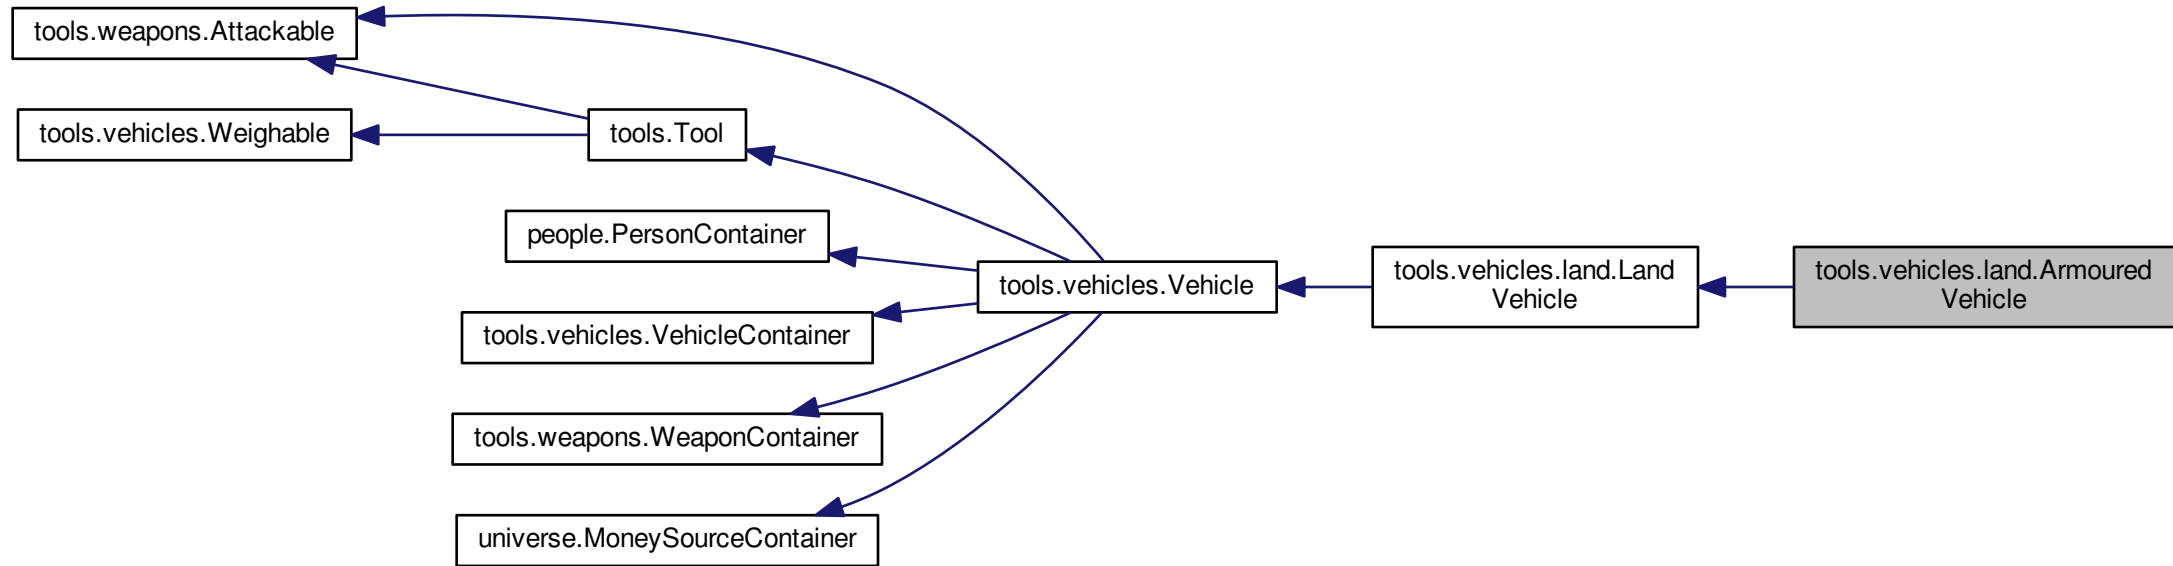 tools.weapons.Attackable
tools.vehicles.Weighable
tools.Tool
people.PersonContainer
tools.vehicles.VehicleContainer
tools.weapons.WeaponContainer
universe.MoneySourceContainer
tools.vehicles.Vehicle
tools.vehicles.land.Land
Vehicle
tools.vehicles.land.Armoured
Vehicle